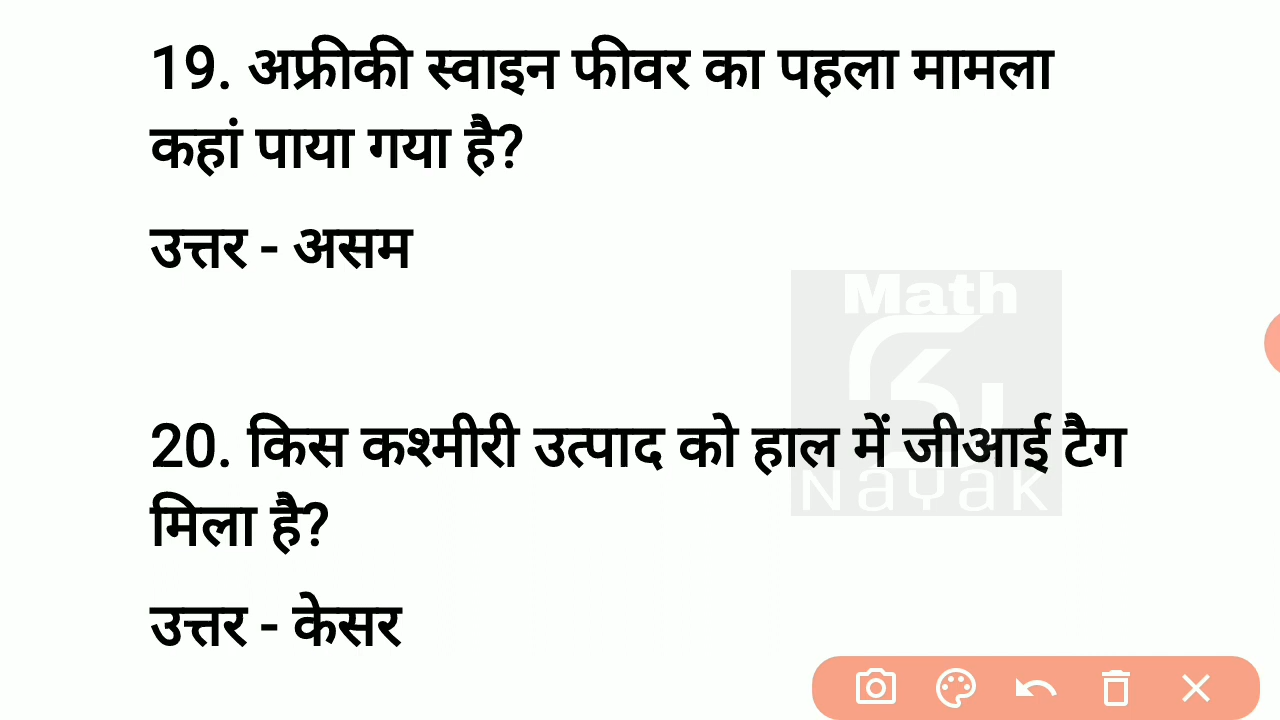 19. अफ्रीकी स्वाइन फीवर का पहला मामला
कहां पाया गया है?
उत्तर - असम
Math
20. किस कश्मीरी उत्पाद को हाल में जीआई टैग
Nayak
मिला है?
उत्तर - केसर